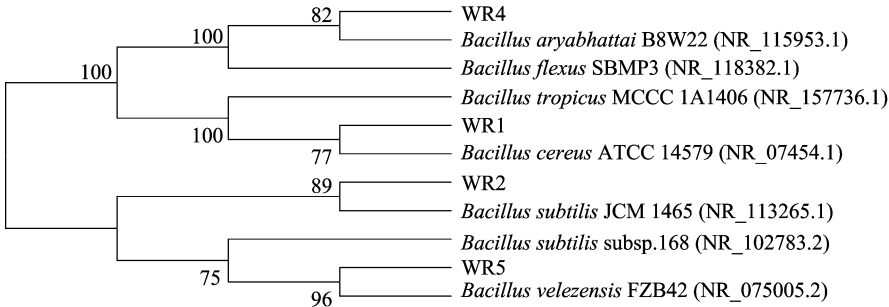 82
WR4
100
Bacillus aryabhattai B8W22 (NR_115953.1)
100
Bacillus flexus SBMP3 (NR_118382.1)
Bacillus tropicus MCCC 1A1406 (NR_157736.1)
100
WR1
77
Bacillus cereus ATCC 14579 (NR_07454.1)
89
WR2
Bacillus subtilis JCM 1465 (NR_113265.1)
Bacillus subtilis subsp.168 (NR_102783.2)
75
WR5
96
Bacillus velezensis FZB42 (NR_075005.2)